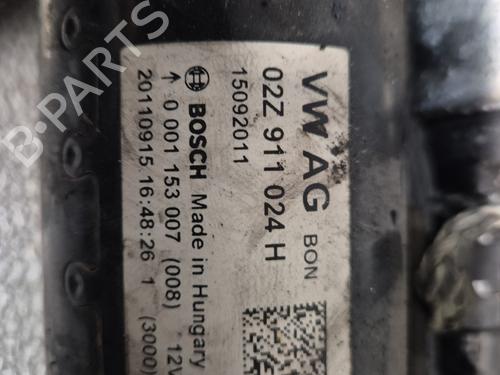 VW AG BON
02Z 911 024 H
15092011
BOSCH Made in Hungary
0 001 153 007 (008) 12V
20110915 16:48:26 1 (3000)
B-PARTS